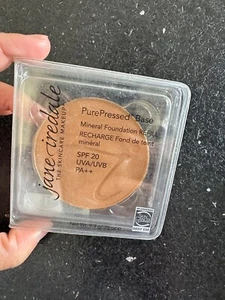 jane iredale
THE SKINCARE MAKEUP
PurePressed® Base
Mineral Foundation REFILL
RECHARGE Fond de teint
minéral
SPF 20
UVA/UVB
PA++